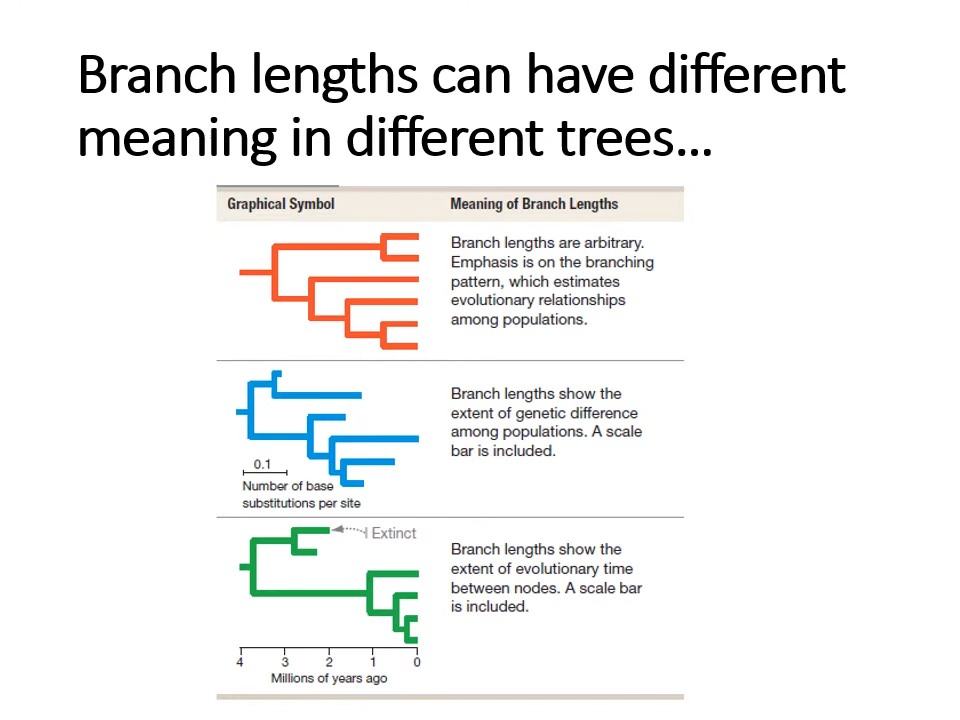 Branch lengths can have different
meaning in different trees…
Graphical Symbol
Meaning of Branch Lengths
Branch lengths are arbitrary.
Emphasis is on the branching
pattern, which estimates
evolutionary relationships
among populations.
0.1
Number of base
substitutions per site
Branch lengths show the
extent of genetic difference
among populations. A scale
bar is included.
Extinct
4 3 2 1 0
Millions of years ago
Branch lengths show the
extent of evolutionary time
between nodes. A scale bar
is included.